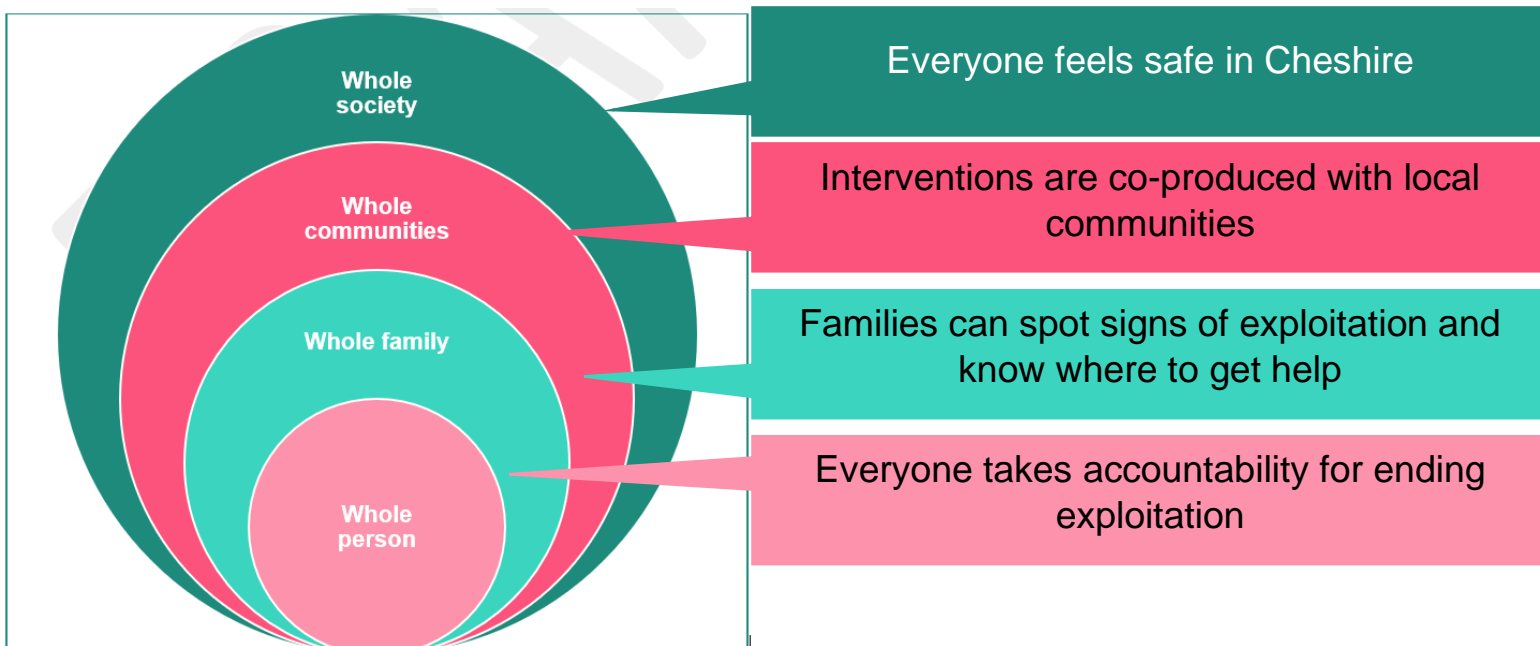 Whole
society
Everyone feels safe in Cheshire
Whole
communities
Interventions are co-produced with local
communities
Whole family
Families can spot signs of exploitation and
know where to get help
Whole
person
Everyone takes accountability for ending
exploitation